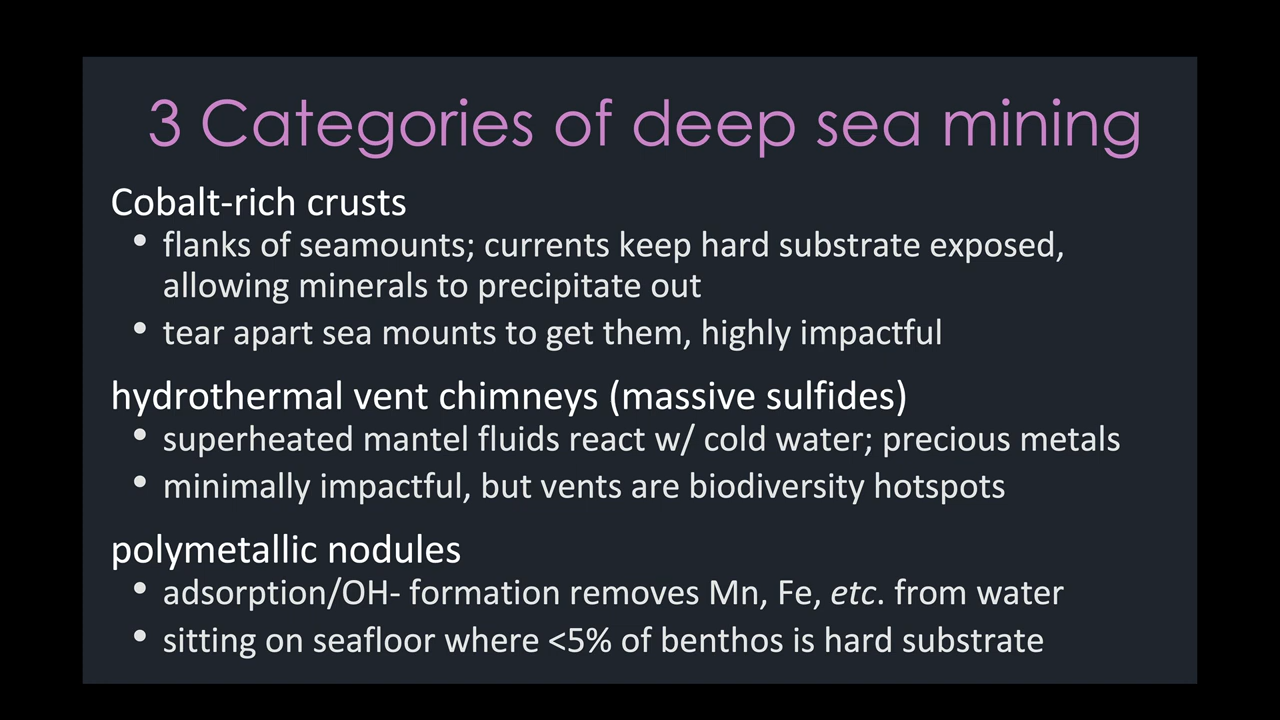 3 Categories of deep sea mining
Cobalt-rich crusts
• flanks of seamounts; currents keep hard substrate exposed,
allowing minerals to precipitate out
• tear apart sea mounts to get them, highly impactful
hydrothermal vent chimneys (massive sulfides)
• superheated mantel fluids react w/ cold water; precious metals
• minimally impactful, but vents are biodiversity hotspots
polymetallic nodules
• adsorption/OH- formation removes Mn, Fe, etc. from water
• sitting on seafloor where <5% of benthos is hard substrate